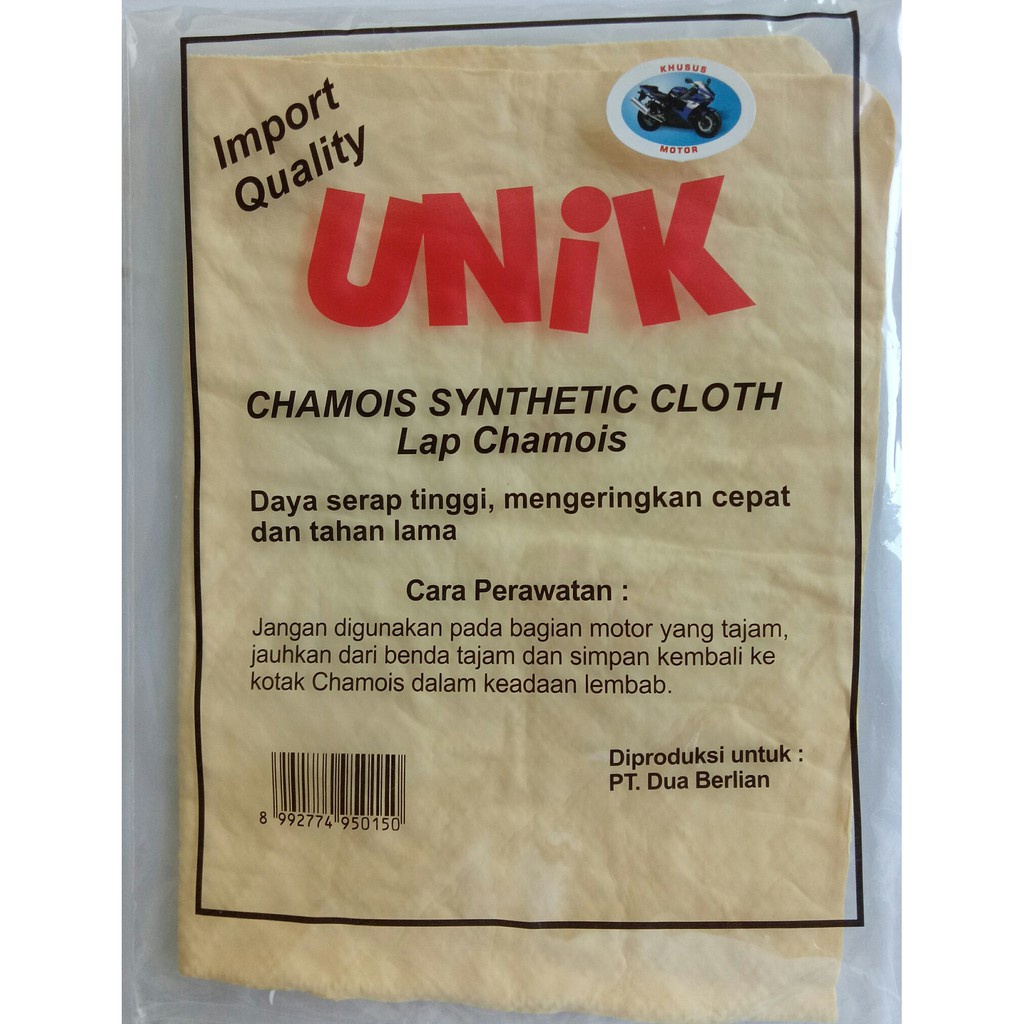 Import
Quality
KHUSUS
MOTOR
UNiK
CHAMOIS SYNTHETIC CLOTH
Lap Chamois
Daya serap tinggi, mengeringkan cepat
dan tahan lama
Cara Perawatan :
Jangan digunakan pada bagian motor yang tajam,
jauhkan dari benda tajam dan simpan kembali ke
kotak Chamois dalam keadaan lembab.
Diproduksi untuk :
PT. Dua Berlian
8 992774 950150